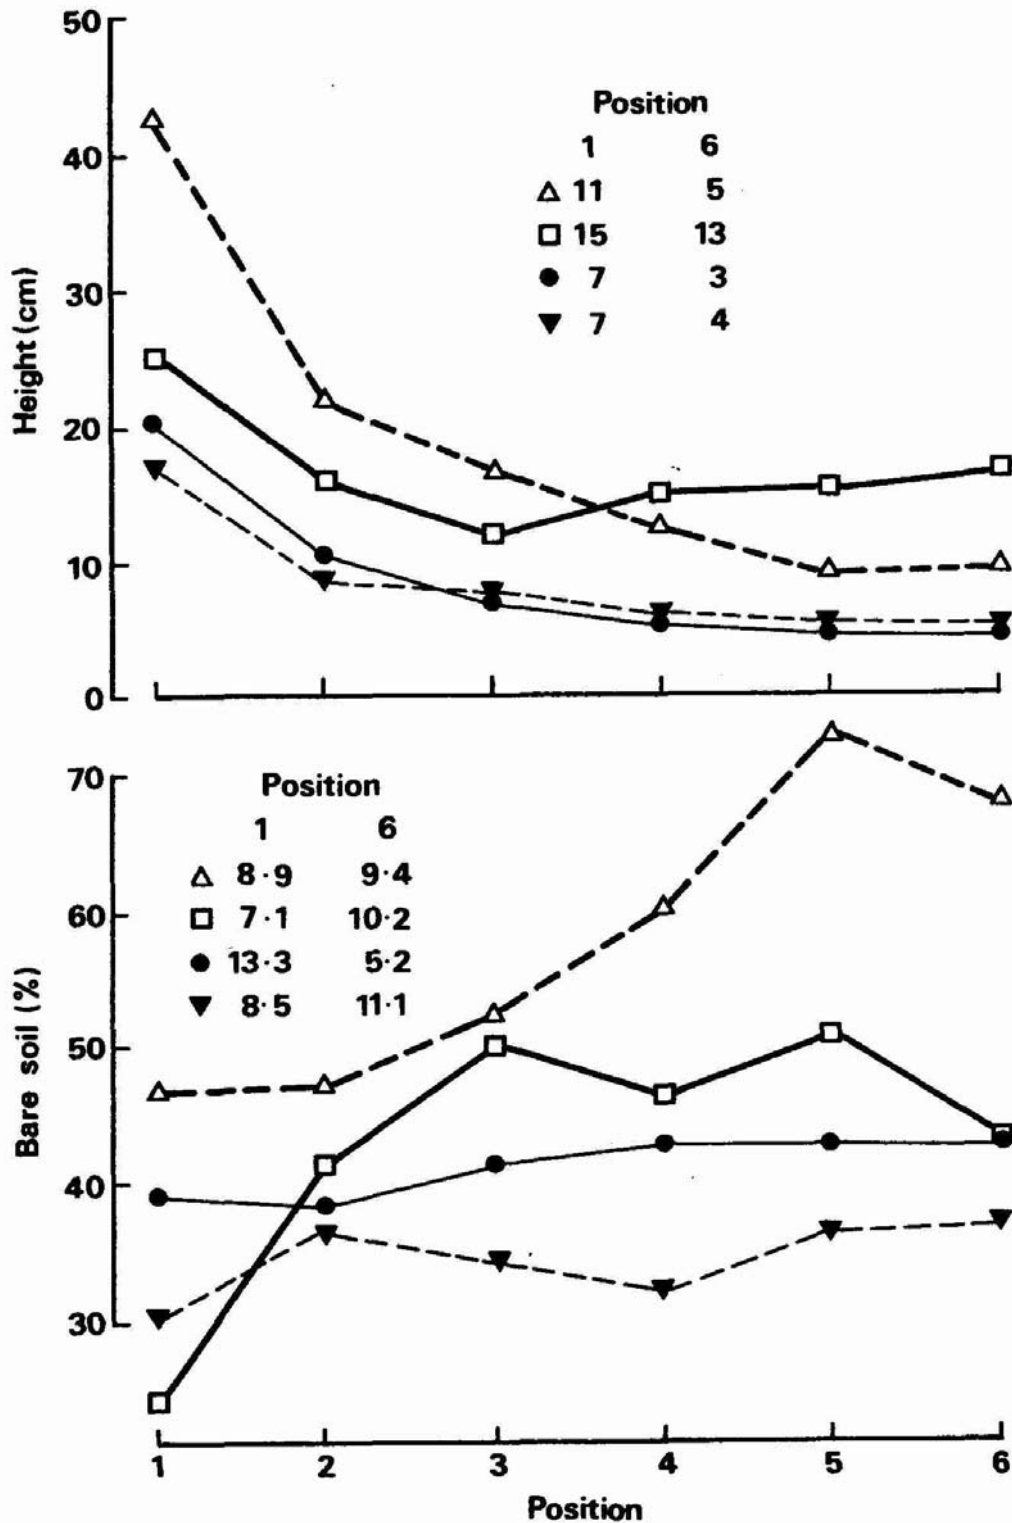 50
40
30
20
10
0
Height (cm)
Position
1 6
△ 11 5
□ 15 13
● 7 3
▼ 7 4
70
60
50
40
30
Bare soil (%)
Position
1 6
△ 8·9 9·4
□ 7·1 10·2
● 13·3 5·2
▼ 8·5 11·1
1 2 3 4 5 6
Position